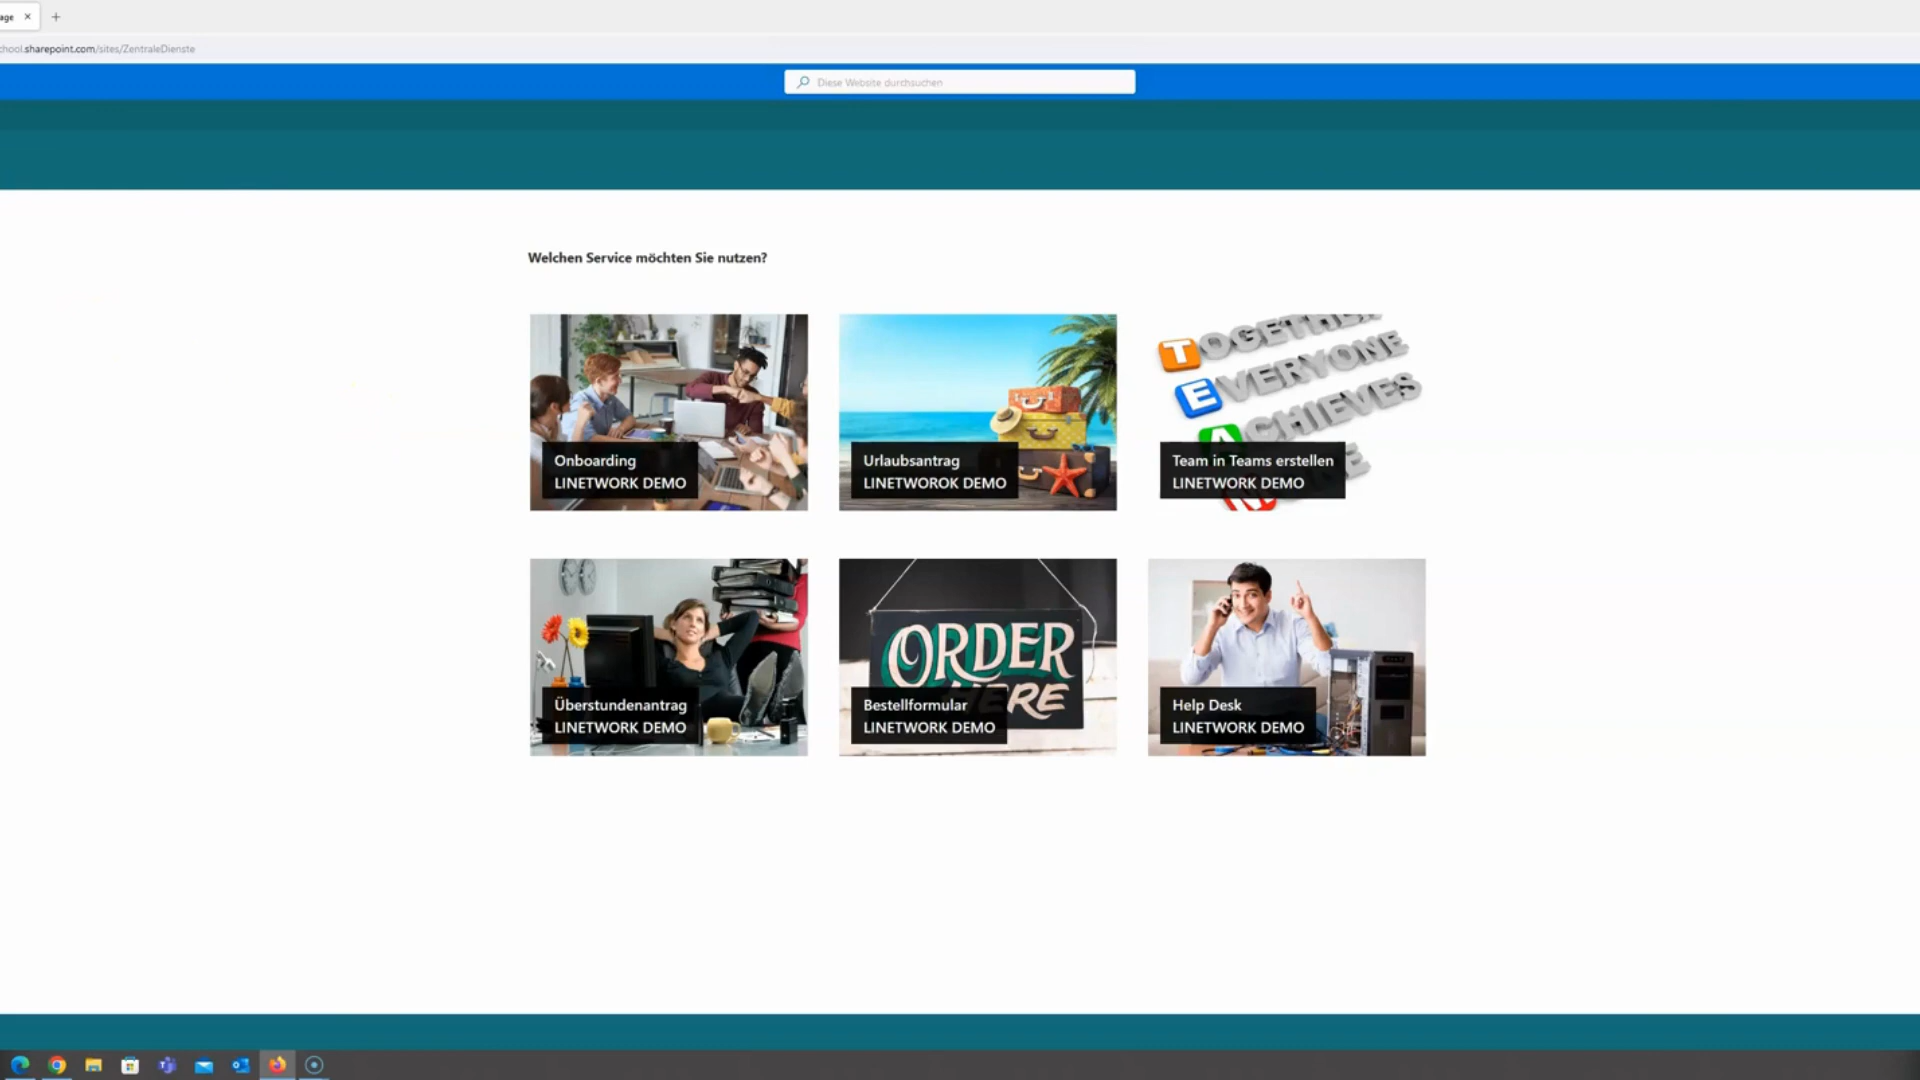 age
chool.sharepoint.com/sites/ZentraleDienste
Diese Website durchsuchen
Welchen Service möchten Sie nutzen?
TOGETHER
EVERYONE
ACHIEVES
Onboarding
LINETWORK DEMO
Urlaubsantrag
LINETWOROK DEMO
Team in Teams erstellen
LINETWORK DEMO
ORDER
HERE
Überstundenantrag
LINETWORK DEMO
Bestellformular
LINETWORK DEMO
Help Desk
LINETWORK DEMO